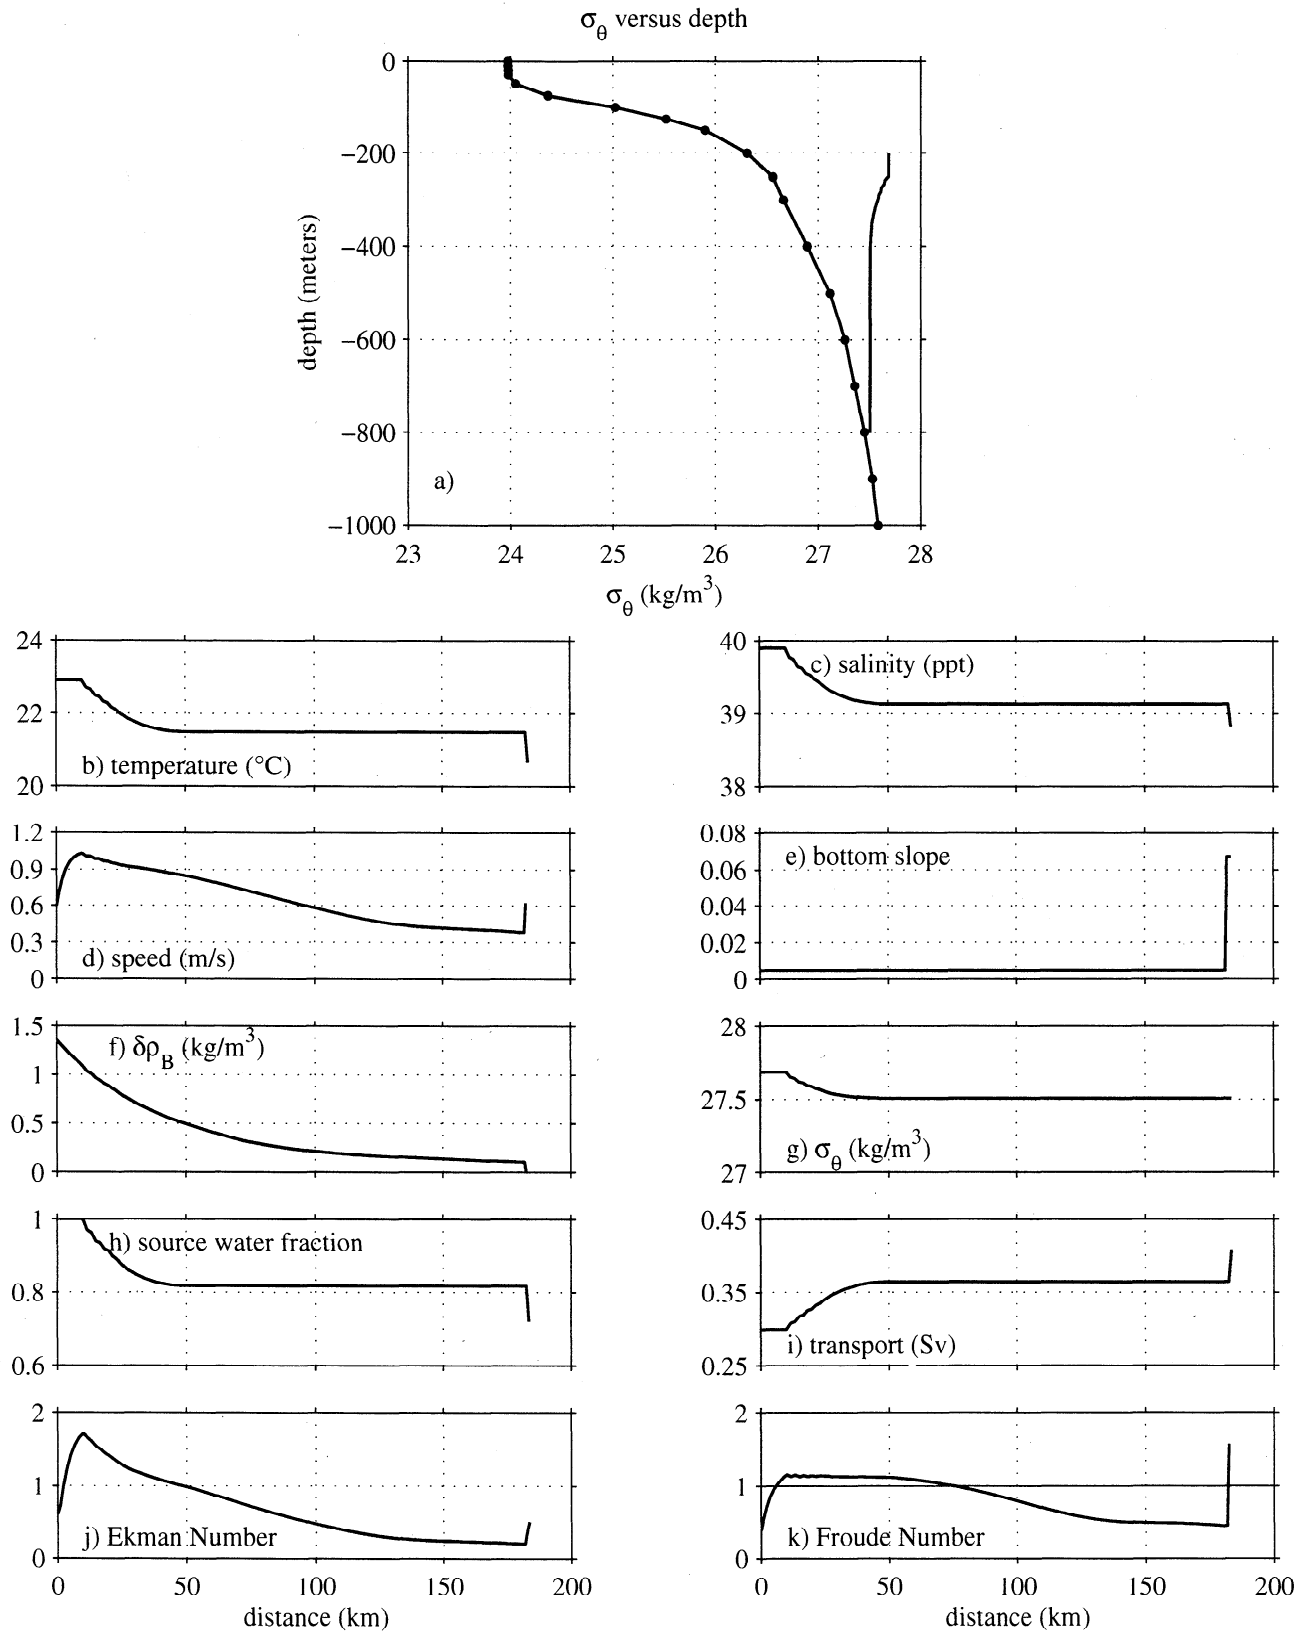 σθ versus depth
0
−200
−400
−600
−800
−1000
depth (meters)
a)
23 24 25 26 27 28
σθ (kg/m³)
24
22
20
b) temperature (°C)
40
39
38
c) salinity (ppt)
1.2
0.9
0.6
0.3
0
d) speed (m/s)
0.08
0.06
0.04
0.02
0
e) bottom slope
1.5
1
0.5
0
f) δρB (kg/m³)
28
27.5
27
g) σθ (kg/m³)
1
0.8
0.6
h) source water fraction
0.45
0.35
0.25
i) transport (Sv)
2
1
0
j) Ekman Number
0 50 100 150 200
distance (km)
2
1
0
k) Froude Number
0 50 100 150 200
distance (km)